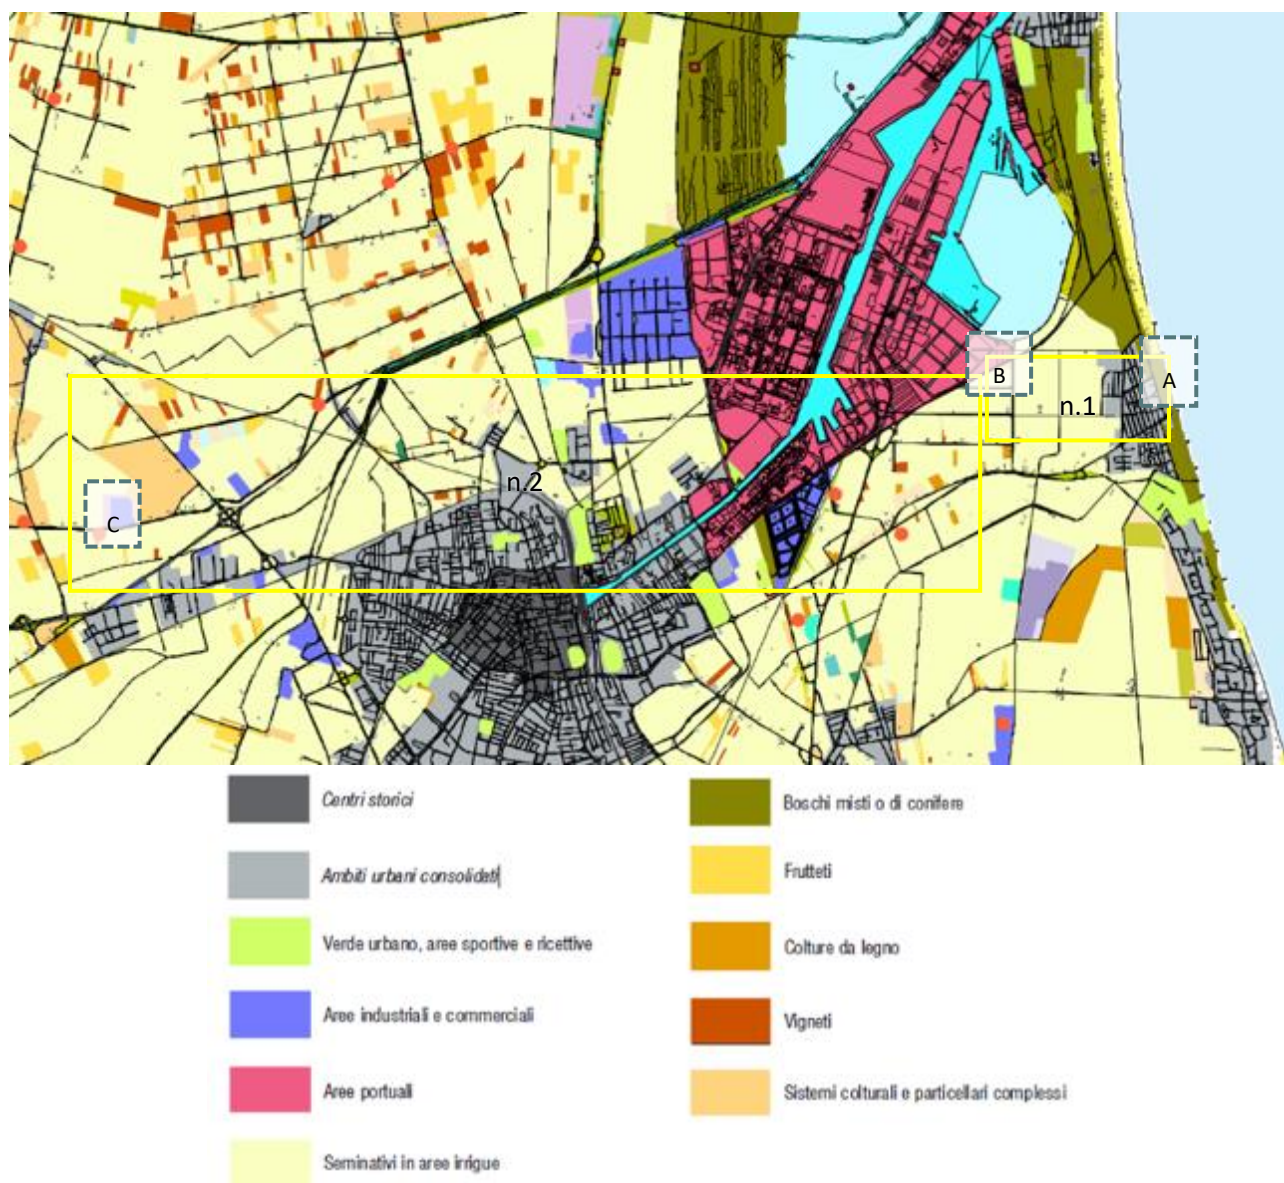 B
A
n.1
n.2
C
Centri storici
Ambiti urbani consolidati
Verde urbano, aree sportive e ricettive
Aree industriali e commerciali
Aree portuali
Seminativi in aree irrigue
Boschi misti o di conifere
Frutteti
Colture da legno
Vigneti
Sistemi colturali e particellari complessi